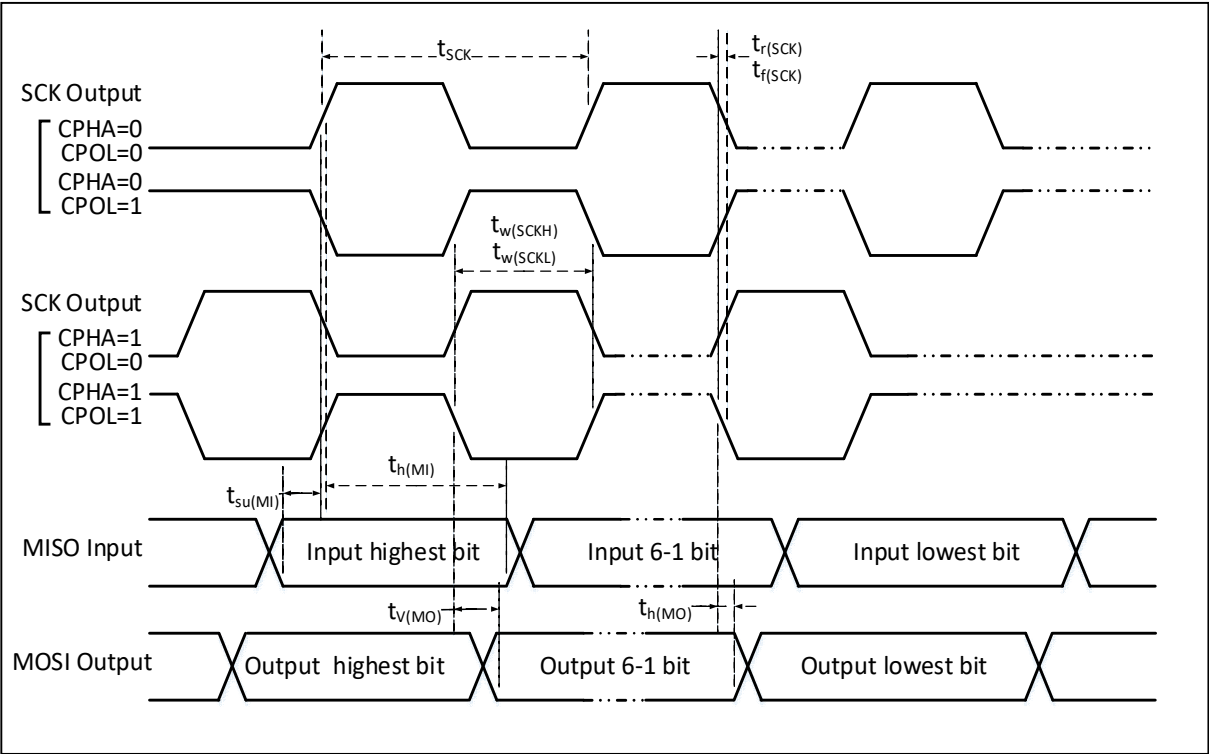 tSCK
tr(SCK)
tf(SCK)
SCK Output
CPHA=0
CPOL=0
CPHA=0
CPOL=1
tw(SCKH)
tw(SCKL)
SCK Output
CPHA=1
CPOL=0
CPHA=1
CPOL=1
th(MI)
tsu(MI)
MISO Input
Input highest bit
Input 6-1 bit
Input lowest bit
tV(MO)
th(MO)
MOSI Output
Output highest bit
Output 6-1 bit
Output lowest bit